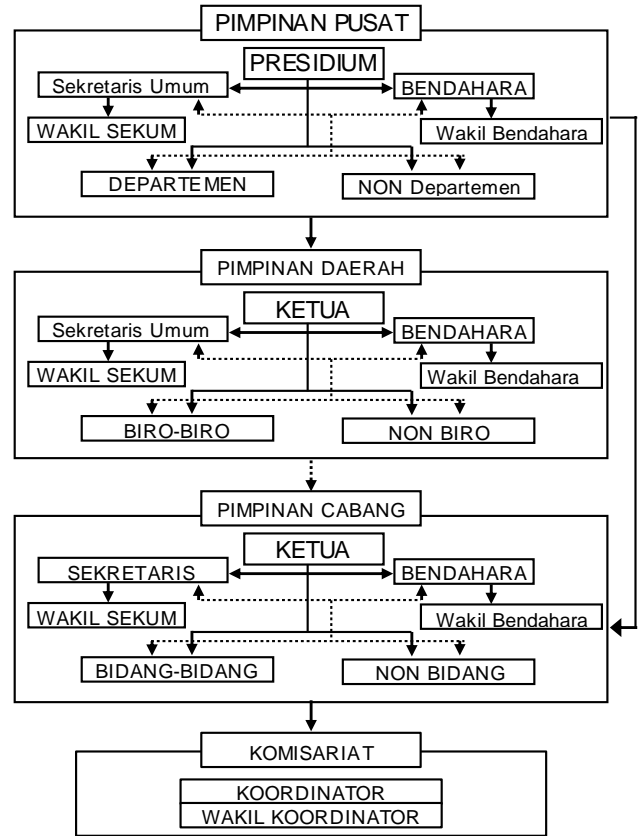 PIMPINAN PUSAT
PRESIDIUM
Sekretaris Umum
BENDAHARA
WAKIL SEKUM
Wakil Bendahara
DEPARTEMEN
NON Departemen
PIMPINAN DAERAH
KETUA
Sekretaris Umum
BENDAHARA
WAKIL SEKUM
Wakil Bendahara
BIRO-BIRO
NON BIRO
PIMPINAN CABANG
KETUA
SEKRETARIS
BENDAHARA
WAKIL SEKUM
Wakil Bendahara
BIDANG-BIDANG
NON BIDANG
KOMISARIAT
KOORDINATOR
WAKIL KOORDINATOR